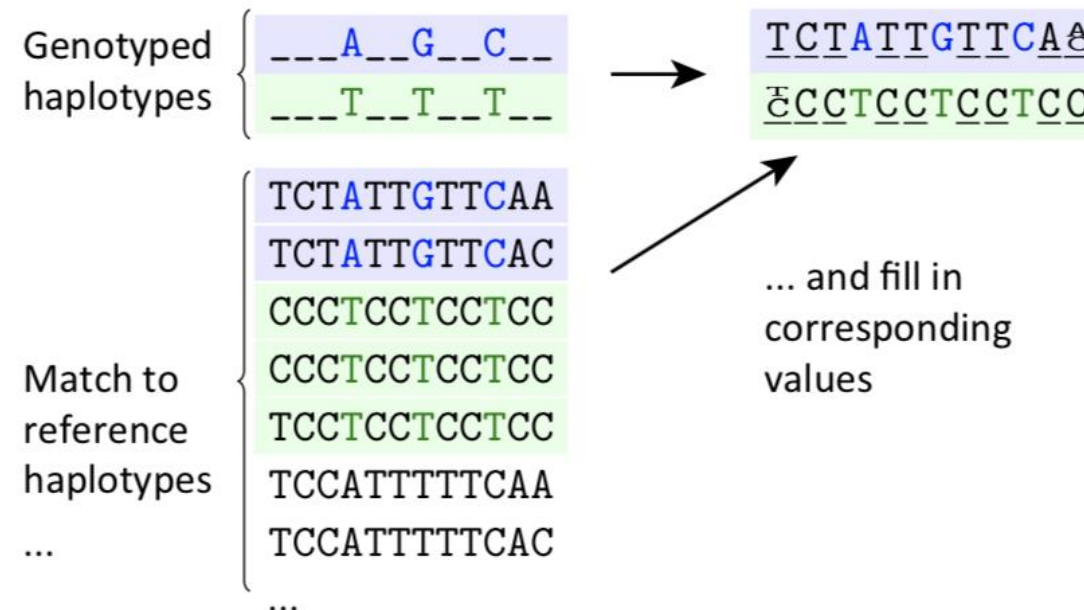 Genotyped
haplotypes
___A__G__C__
___T__T__T__
TCTATTGTTCAA
TCTATTGTTCAC
CCCTCCTCCTCC
CCCTCCTCCTCC
TCCTCCTCCTCC
TCCATTTTTCAA
TCCATTTTTCAC
...
Match to
reference
haplotypes
...
TCTATTGTTCA
CCTCCTCCTCC
... and fill in
corresponding
values